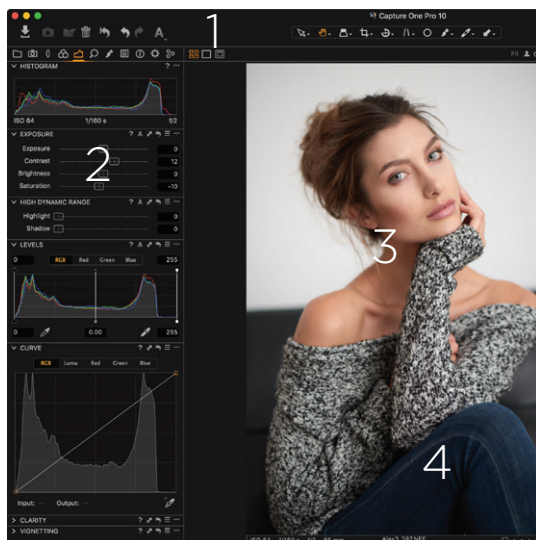 1
Capture One Pro 10
Fit
HISTOGRAM ?
ISO 64 1/160 s f/2
EXPOSURE ? A
Exposure 0
Contrast 12
Brightness 0
Saturation -10
2
HIGH DYNAMIC RANGE ? A
Highlight 0
Shadow 0
3
LEVELS ? A
0 RGB Red Green Blue 255
0 0.00 255
CURVE ?
RGB Luma Red Green Blue
4
Input: -- Output: --
CLARITY ?
VIGNETTING ?